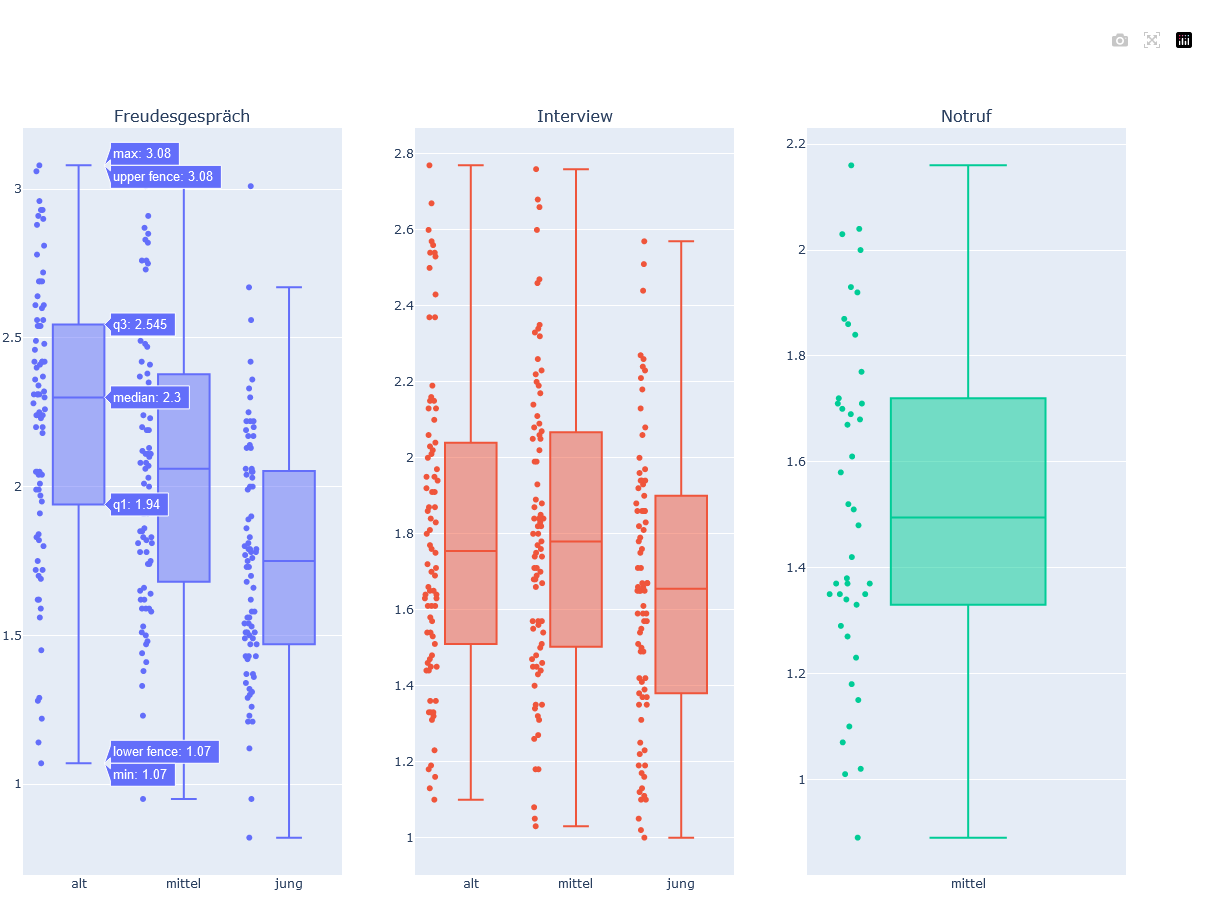 Freudesgespräch
max: 3.08
upper fence: 3.08
3
q3: 2.545
2.5
median: 2.3
q1: 1.94
2
1.5
lower fence: 1.07
min: 1.07
1
alt
mittel
jung
Interview
2.8
2.6
2.4
2.2
2
1.8
1.6
1.4
1.2
1
alt
mittel
jung
Notruf
2.2
2
1.8
1.6
1.4
1.2
1
mittel